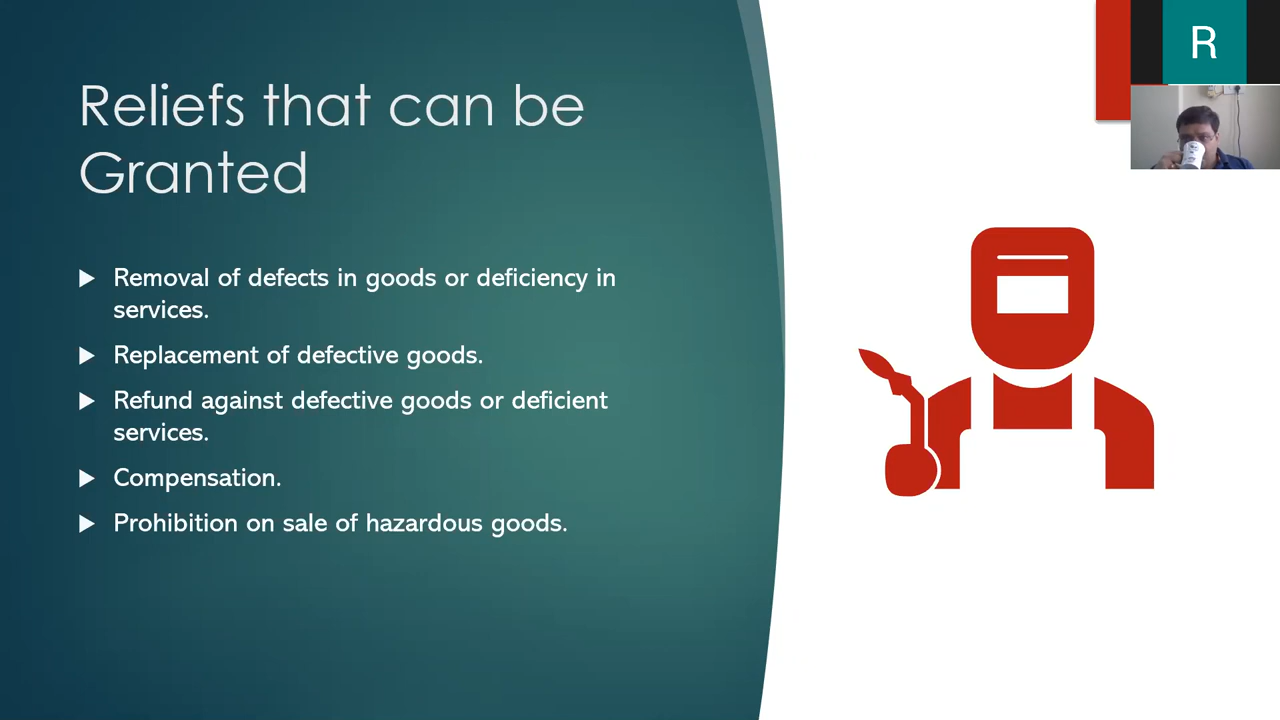 Reliefs that can be
Granted
R
Removal of defects in goods or deficiency in
services.
Replacement of defective goods.
Refund against defective goods or deficient
services.
Compensation.
Prohibition on sale of hazardous goods.